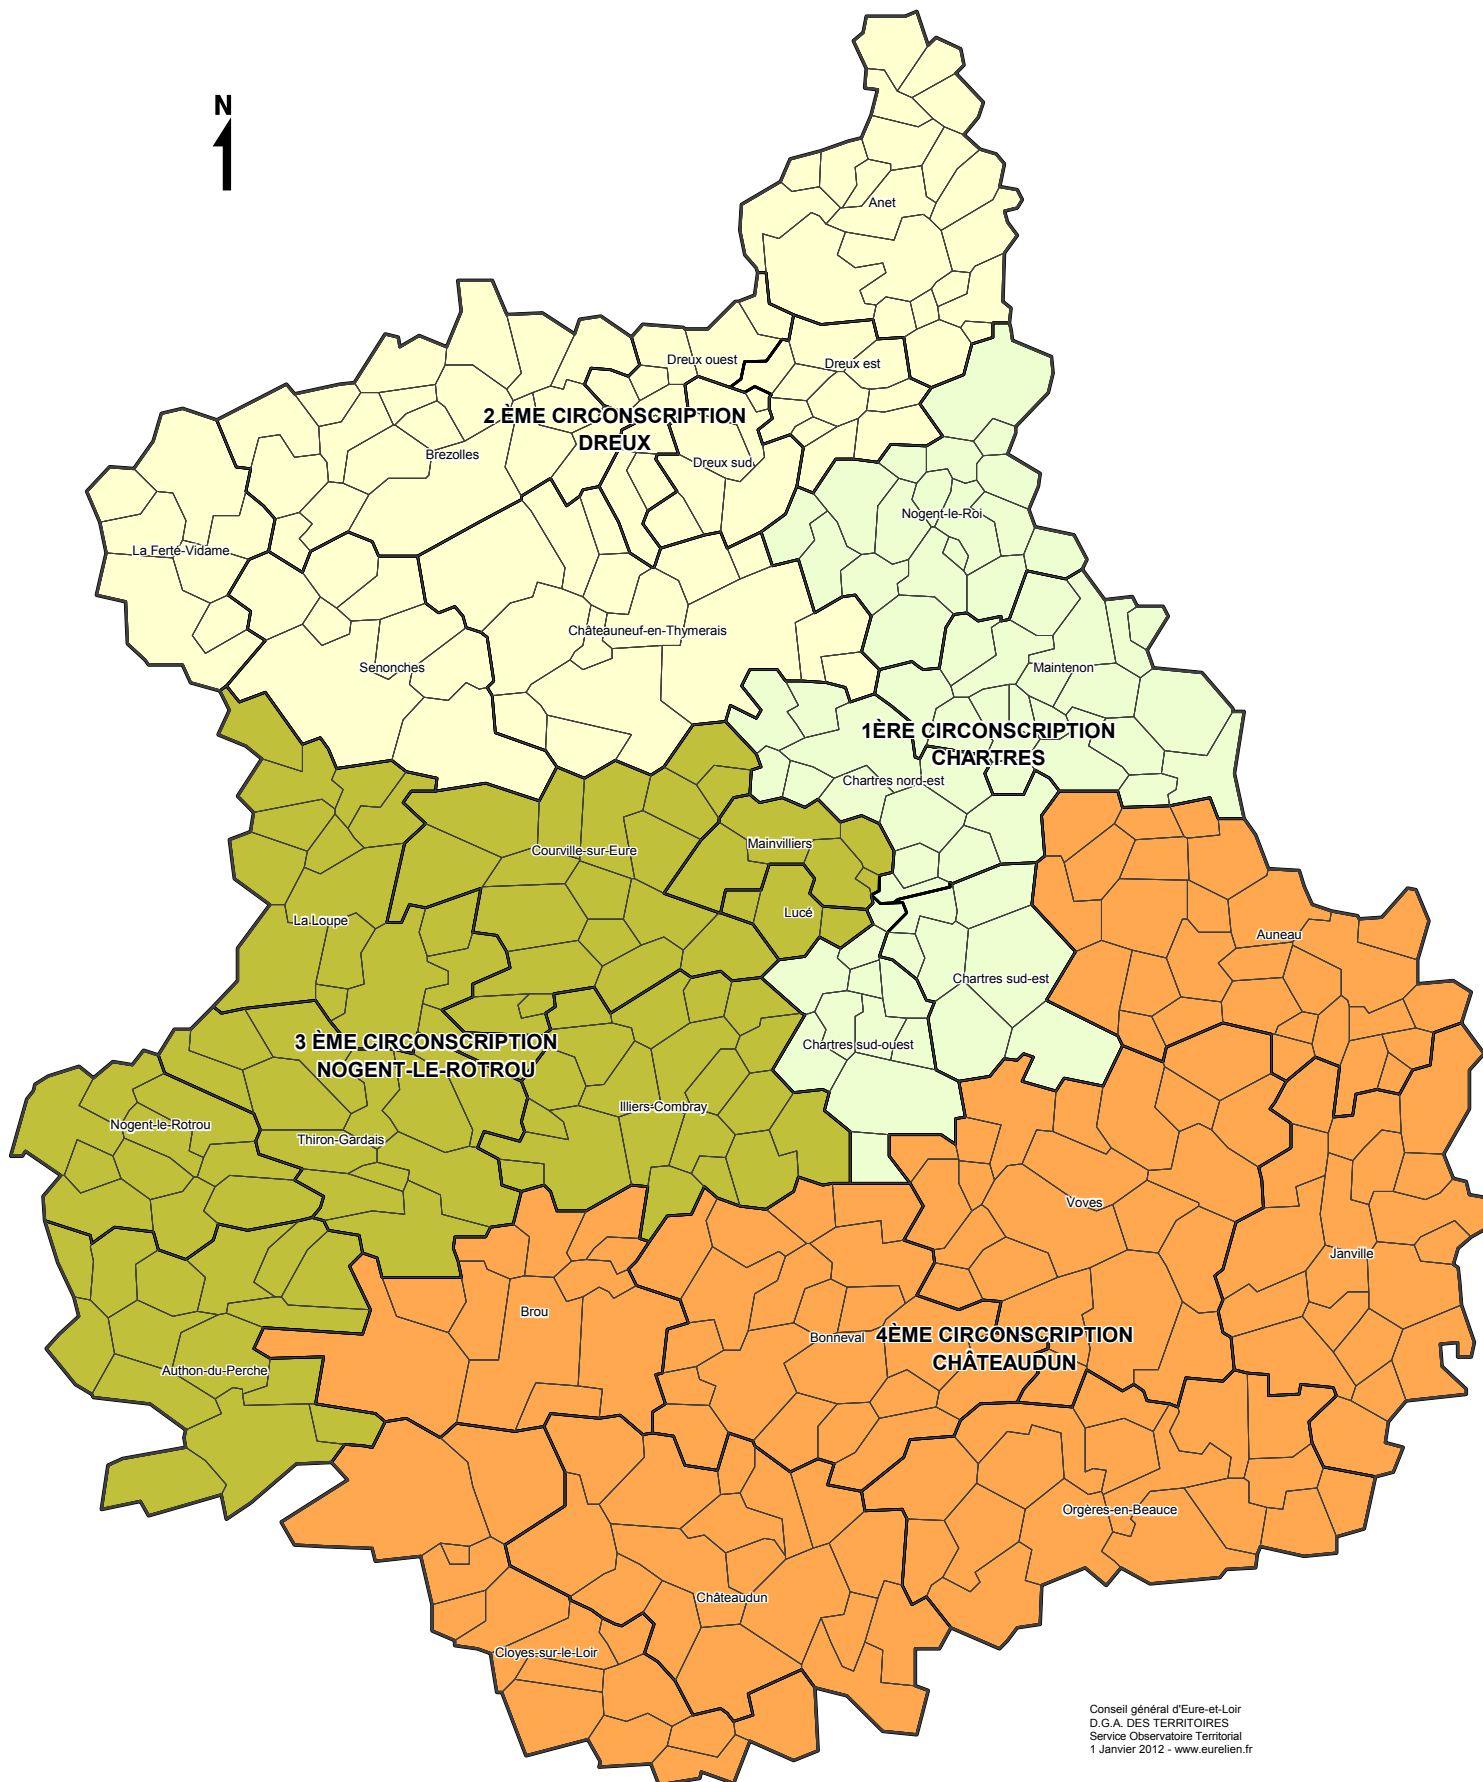 N
Anet
Dreux ouest
Dreux est
2 ÈME CIRCONSCRIPTION
DREUX
Brezolles
Dreux sud
Nogent-le-Roi
La Ferté-Vidame
Châteauneuf-en-Thymerais
Senonches
Maintenon
1ÈRE CIRCONSCRIPTION
CHARTRES
Chartres nord-est
Mainvilliers
Courville-sur-Eure
Lucé
La Loupe
Auneau
Chartres sud-est
3 ÈME CIRCONSCRIPTION
NOGENT-LE-ROTROU
Chartres sud-ouest
Illiers-Combray
Nogent-le-Rotrou
Thiron-Gardais
Voves
Janville
Brou
Bonneval
4ÈME CIRCONSCRIPTION
CHÂTEAUDUN
Authon-du-Perche
Orgères-en-Beauce
Châteaudun
Cloyes-sur-le-Loir
Conseil général d'Eure-et-Loir
D.G.A. DES TERRITOIRES
Service Observatoire Territorial
1 Janvier 2012 - www.eurelien.fr